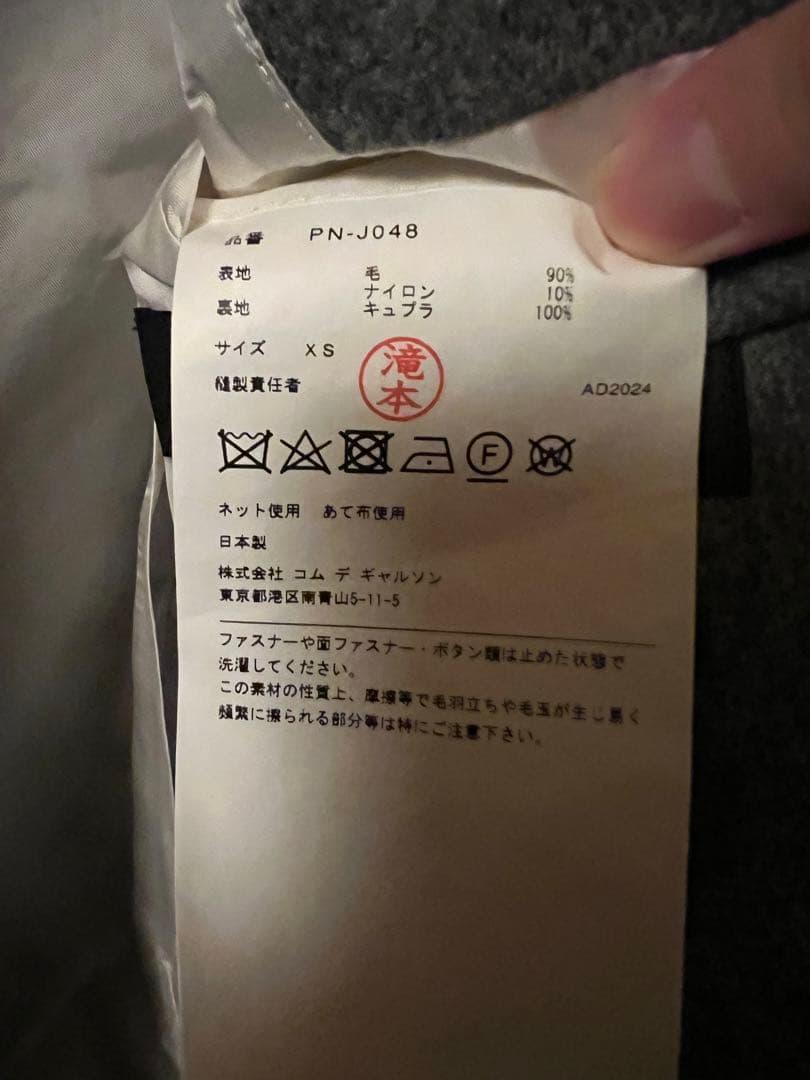 品番 PN-J048
表地 毛 90%
ナイロン 10%
裏地 キュプラ 100%
サイズ XS
滝本
縫製責任者 AD2024
F W
ネット使用 あて布使用
日本製
株式会社 コム デ ギャルソン
東京都港区南青山5-11-5
ファスナーや面ファスナー・ボタン類は止めた状態で
洗濯してください。
この素材の性質上、摩擦等で毛羽立ちや毛玉が生じ易く
頻繁に擦られる部分等は特にご注意下さい。